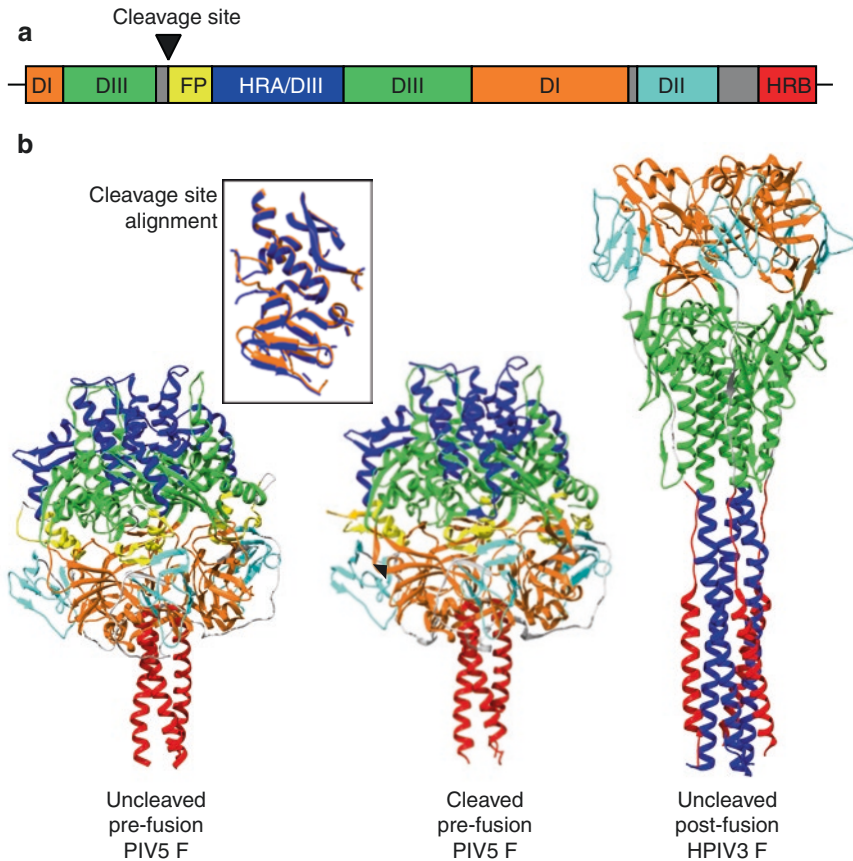 a
Cleavage site
DI DIII FP HRA/DIII DIII DI DII HRB
b
Cleavage site
alignment
Uncleaved
pre-fusion
PIV5 F
Cleaved
pre-fusion
PIV5 F
Uncleaved
post-fusion
HPIV3 F